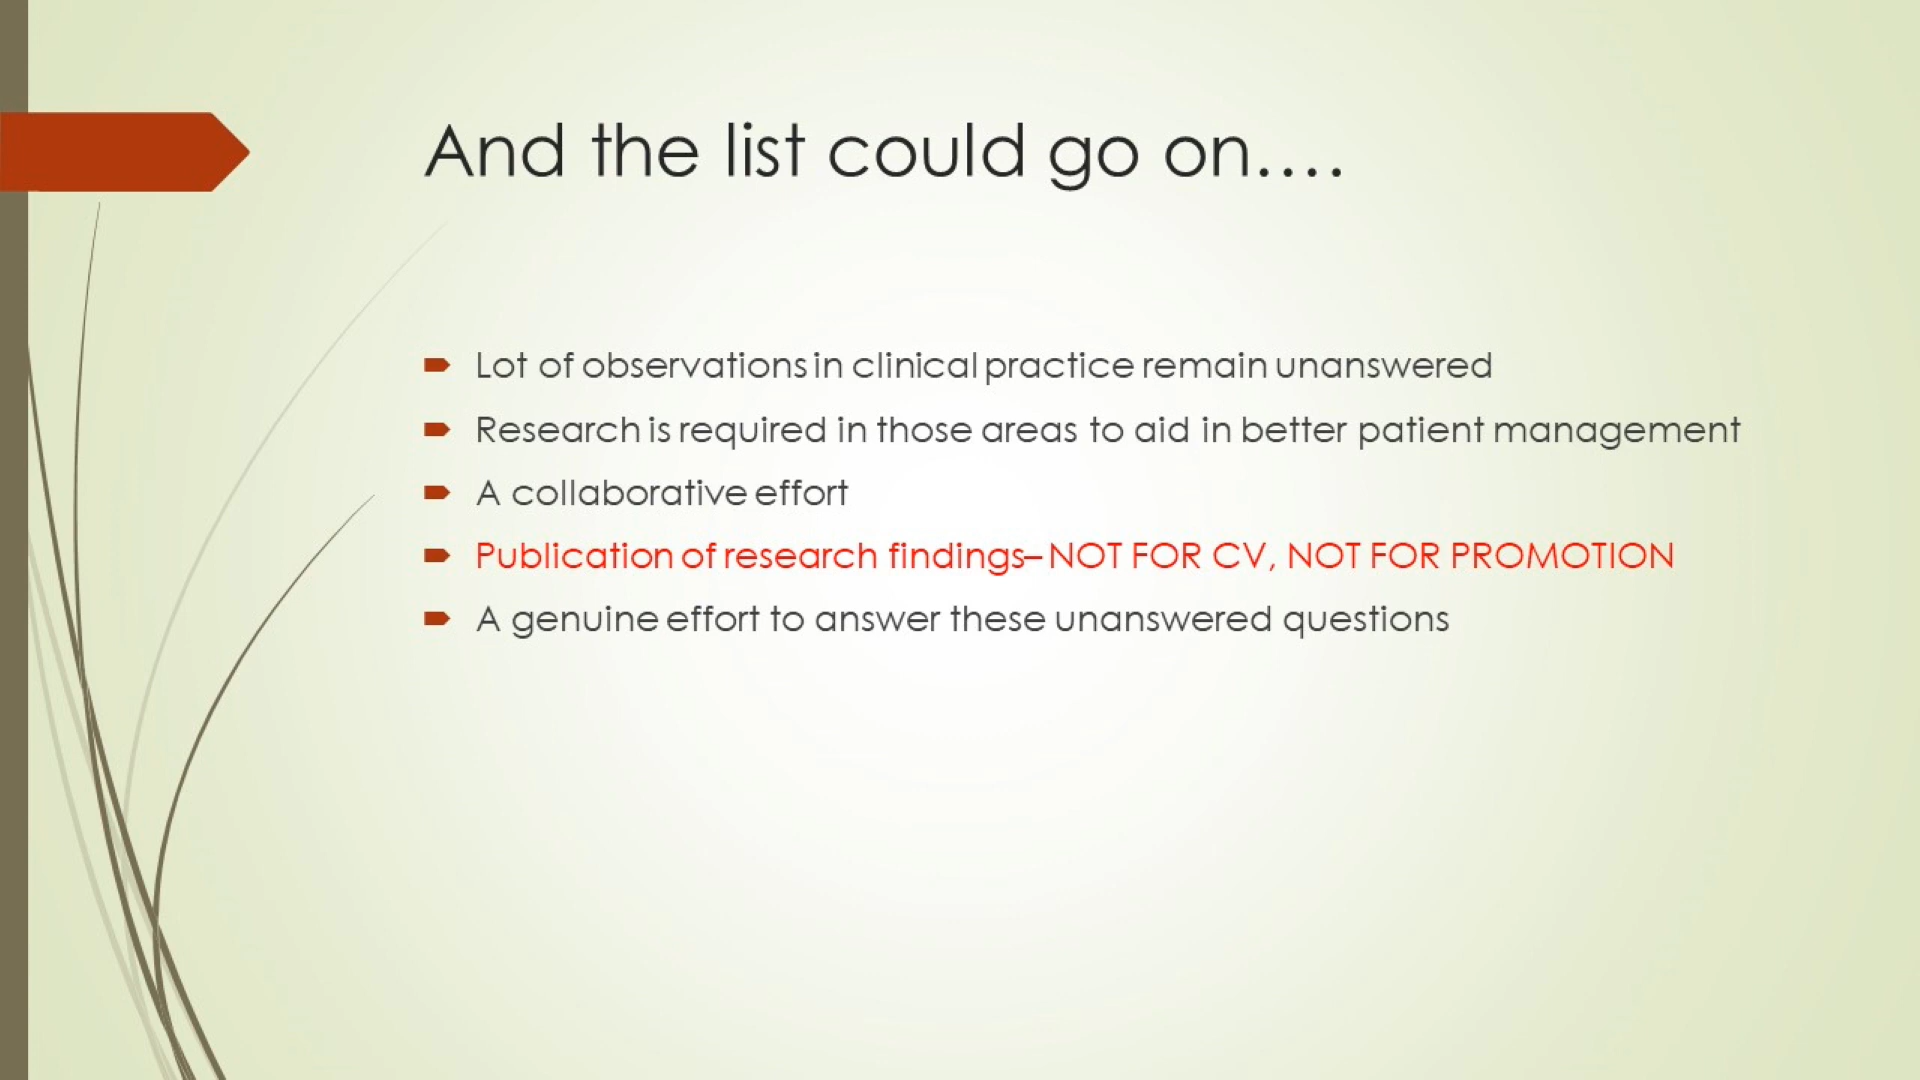 And the list could go on....
Lot of observations in clinical practice remain unanswered
Research is required in those areas to aid in better patient management
A collaborative effort
Publication of research findings– NOT FOR CV, NOT FOR PROMOTION
A genuine effort to answer these unanswered questions